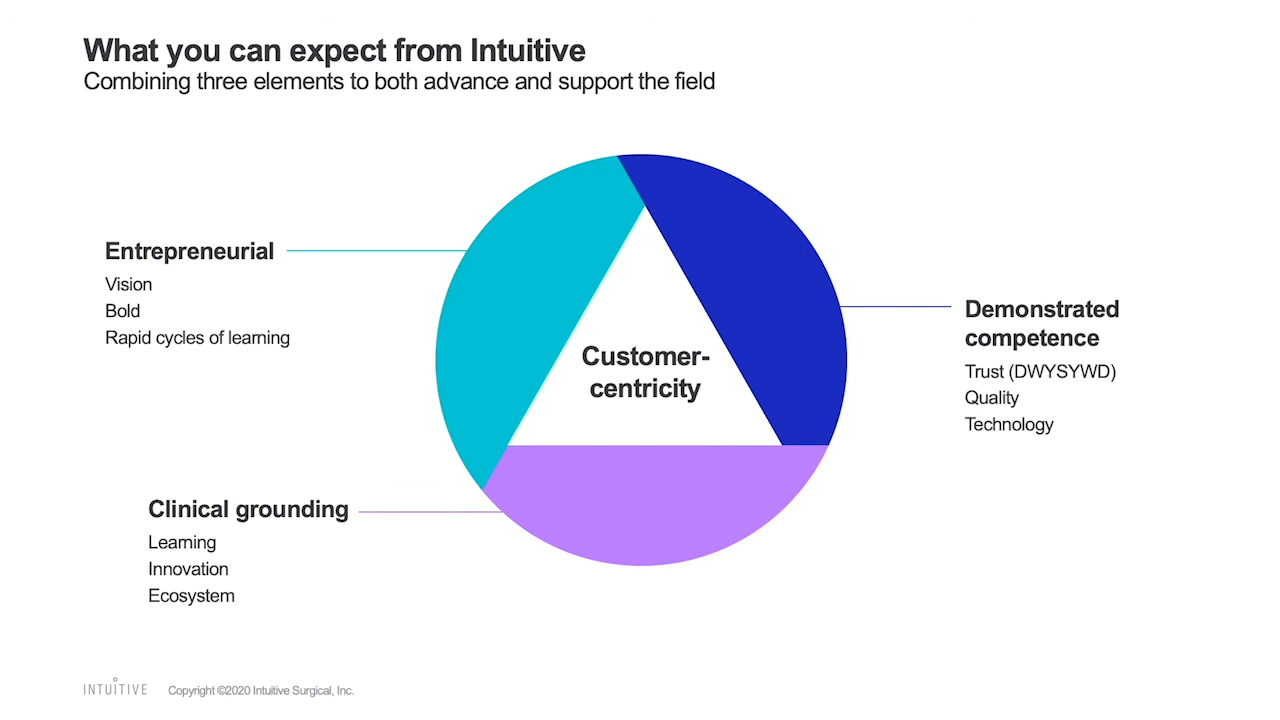 What you can expect from Intuitive
Combining three elements to both advance and support the field
Entrepreneurial
Vision
Bold
Rapid cycles of learning
Customer-
centricity
Demonstrated
competence
Trust (DWYSYWD)
Quality
Technology
Clinical grounding
Learning
Innovation
Ecosystem
INTUITIVE
Copyright ©2020 Intuitive Surgical, Inc.